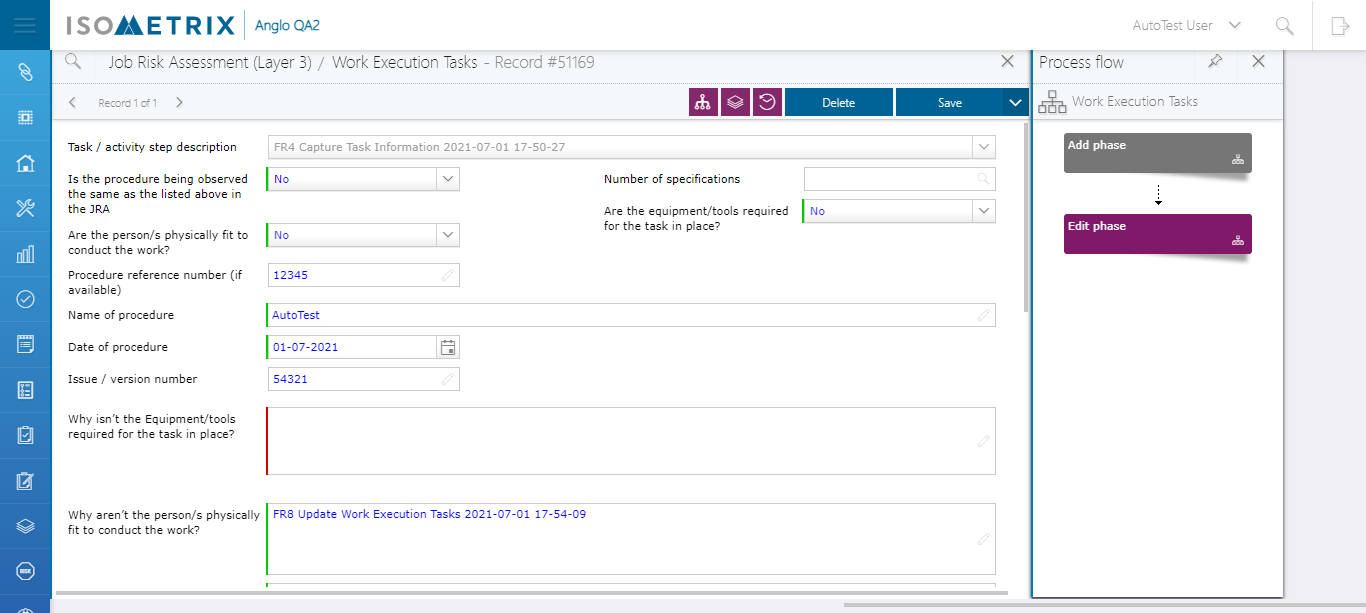 ISOMETRIX Anglo QA2 AutoTest User
Job Risk Assessment (Layer 3) / Work Execution Tasks - Record #51169
Process flow
Record 1 of 1 Delete Save
Work Execution Tasks
Task / activity step description FR4 Capture Task Information 2021-07-01 17-50-27
Add phase
Is the procedure being observed
the same as the listed above in
the JRA
No
Number of specifications
Are the equipment/tools required
for the task in place?
No
Edit phase
Are the person/s physically fit to
conduct the work?
No
Procedure reference number (if
available)
12345
Name of procedure AutoTest
Date of procedure 01-07-2021
Issue / version number 54321
Why isn't the Equipment/tools
required for the task in place?
Why aren't the person/s physically
fit to conduct the work?
FR8 Update Work Execution Tasks 2021-07-01 17-54-09
RISK